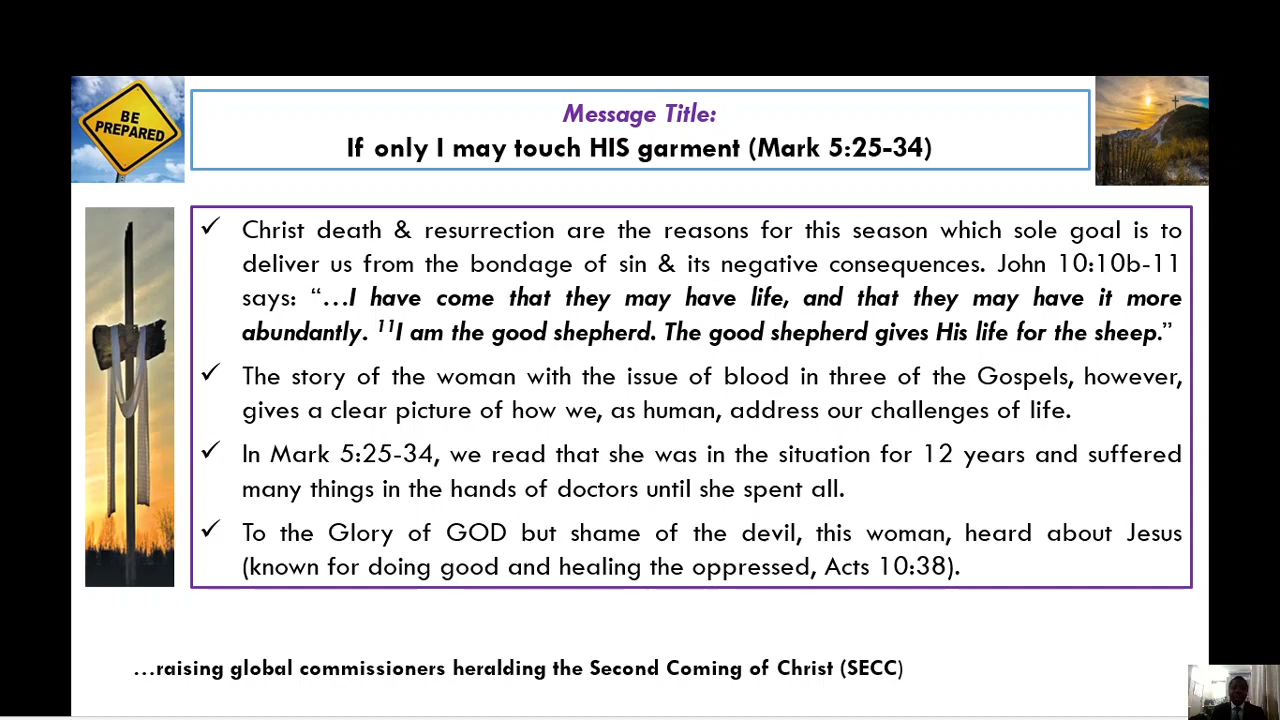 BE
PREPARED
Message Title:
If only I may touch HIS garment (Mark 5:25-34)
✓ Christ death & resurrection are the reasons for this season which sole goal is to
deliver us from the bondage of sin & its negative consequences. John 10:10b-11
says: “…I have come that they may have life, and that they may have it more
abundantly. ¹¹I am the good shepherd. The good shepherd gives His life for the sheep.”
✓ The story of the woman with the issue of blood in three of the Gospels, however,
gives a clear picture of how we, as human, address our challenges of life.
✓ In Mark 5:25-34, we read that she was in the situation for 12 years and suffered
many things in the hands of doctors until she spent all.
✓ To the Glory of GOD but shame of the devil, this woman, heard about Jesus
(known for doing good and healing the oppressed, Acts 10:38).
…raising global commissioners heralding the Second Coming of Christ (SECC)